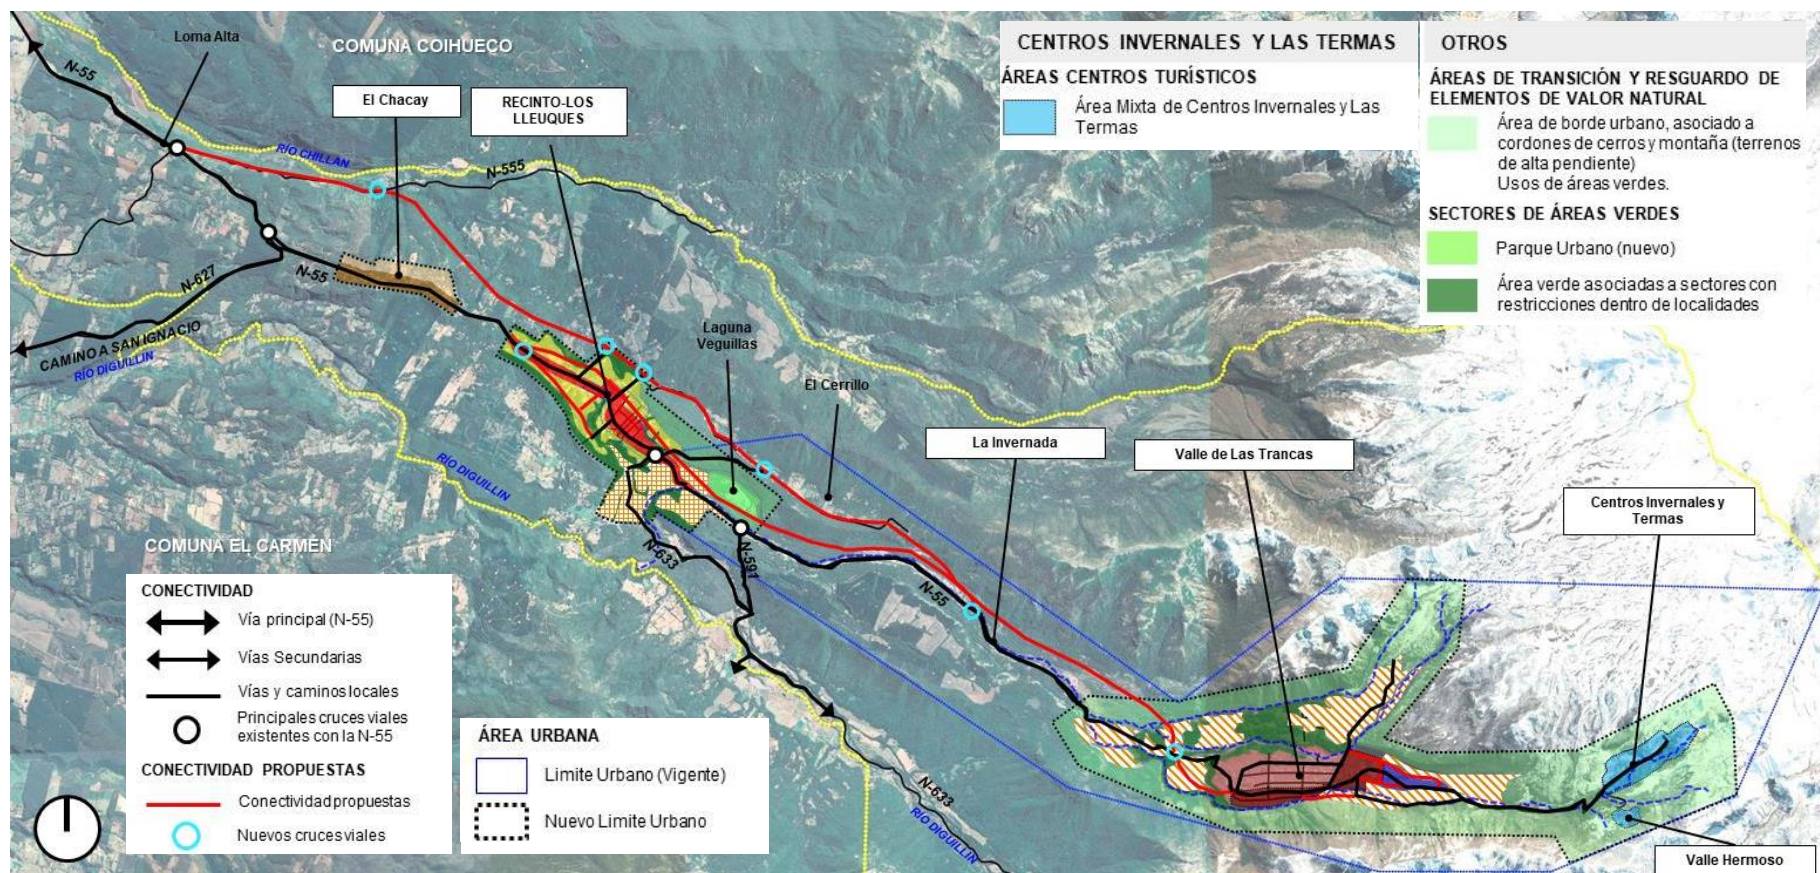 Loma Alta
COMUNA COIHUECO
N-55
El Chacay
RECINTO-LOS
LLEUQUES
RÍO CHILLÁN
N-555
N-627
N-55
CAMINO A SAN IGNACIO
RÍO DIGUILLIN
Laguna
Veguillas
El Cerrillo
RÍO DIGUILLIN
La Invernada
Valle de Las Trancas
Centros Invernales y
Termas
COMUNA EL CARMEN
N-633
N-591
N-55
N-633
RÍO DIGUILLIN
Valle Hermoso
CENTROS INVERNALES Y LAS TERMAS
ÁREAS CENTROS TURÍSTICOS
Área Mixta de Centros Invernales y Las
Termas
OTROS
ÁREAS DE TRANSICIÓN Y RESGUARDO DE
ELEMENTOS DE VALOR NATURAL
Área de borde urbano, asociado a
cordones de cerros y montaña (terrenos
de alta pendiente)
Usos de áreas verdes.
SECTORES DE ÁREAS VERDES
Parque Urbano (nuevo)
Área verde asociadas a sectores con
restricciones dentro de localidades
CONECTIVIDAD
Vía principal (N-55)
Vías Secundarias
Vías y caminos locales
Principales cruces viales
existentes con la N-55
CONECTIVIDAD PROPUESTAS
Conectividad propuestas
Nuevos cruces viales
ÁREA URBANA
Limite Urbano (Vigente)
Nuevo Limite Urbano